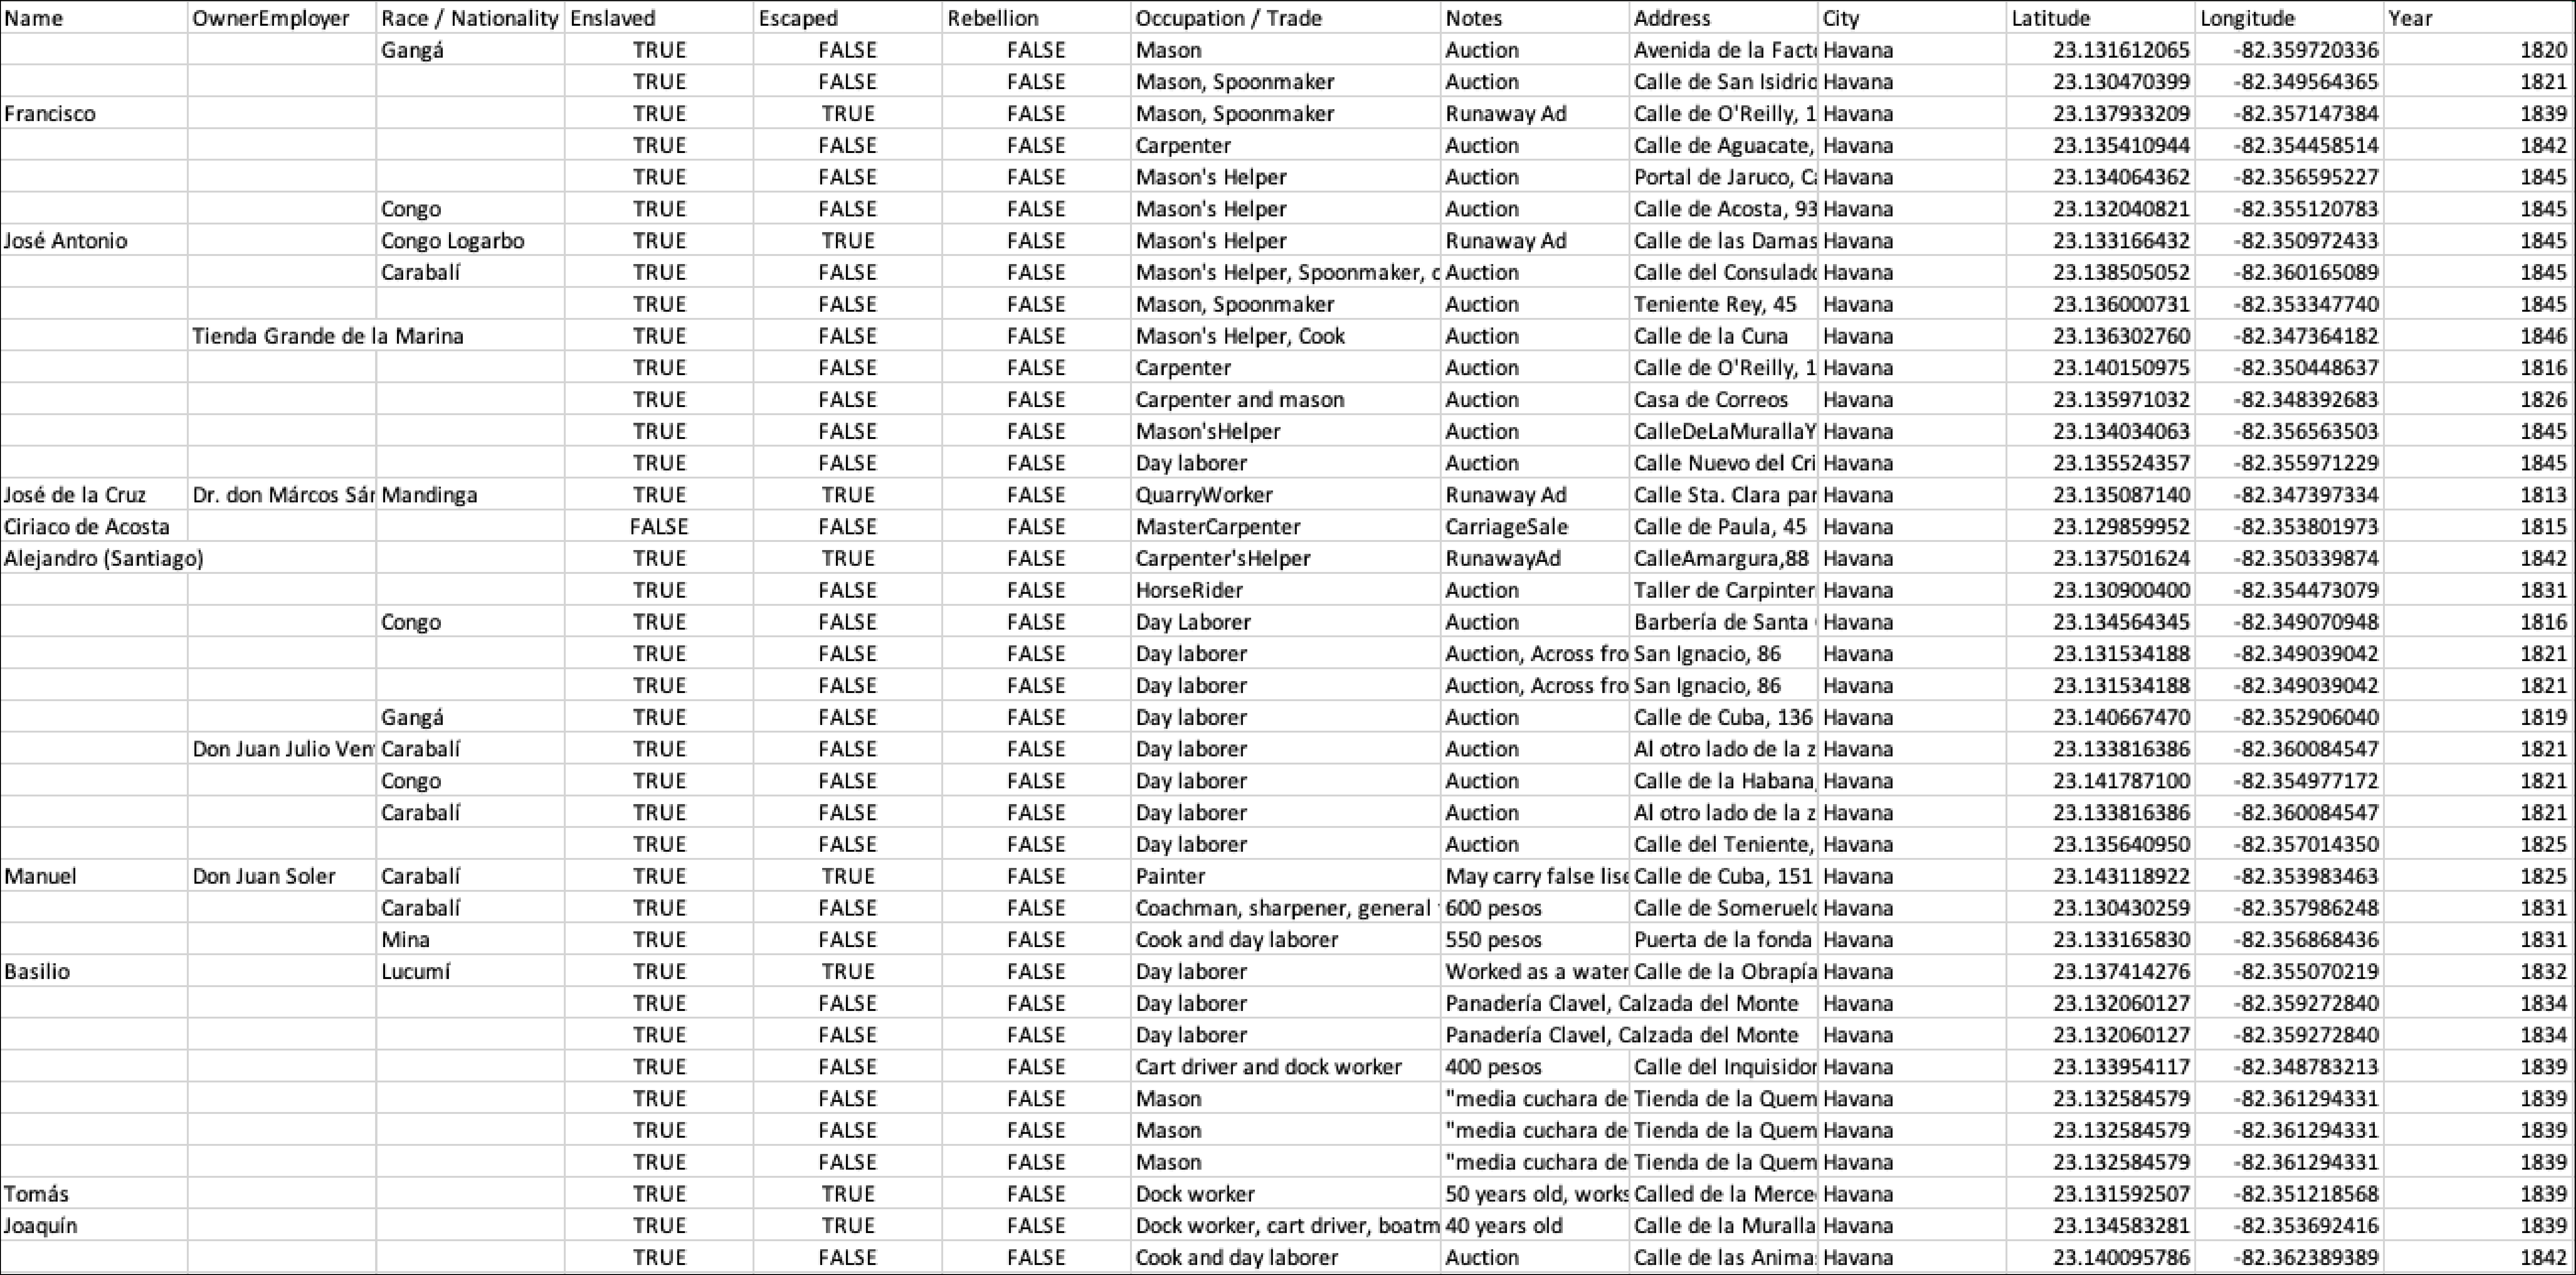 Name OwnerEmployer Race / Nationality Enslaved Escaped Rebellion Occupation / Trade Notes Address City Latitude Longitude Year
Gangá TRUE FALSE FALSE Mason Auction Avenida de la Facto Havana 23.131612065 -82.359720336 1820
TRUE FALSE FALSE Mason, Spoonmaker Auction Calle de San Isidrio Havana 23.130470399 -82.349564365 1821
Francisco TRUE TRUE FALSE Mason, Spoonmaker Runaway Ad Calle de O'Reilly, 1 Havana 23.137933209 -82.357147384 1839
TRUE FALSE FALSE Carpenter Auction Calle de Aguacate, Havana 23.135410944 -82.354458514 1842
TRUE FALSE FALSE Mason's Helper Auction Portal de Jaruco, Ca Havana 23.134064362 -82.356595227 1845
Congo TRUE FALSE FALSE Mason's Helper Auction Calle de Acosta, 93 Havana 23.132040821 -82.355120783 1845
José Antonio Congo Logarbo TRUE TRUE FALSE Mason's Helper Runaway Ad Calle de las Damas Havana 23.133166432 -82.350972433 1845
Carabalí TRUE FALSE FALSE Mason's Helper, Spoonmaker, c Auction Calle del Consulado Havana 23.138505052 -82.360165089 1845
TRUE FALSE FALSE Mason, Spoonmaker Auction Teniente Rey, 45 Havana 23.136000731 -82.353347740 1845
Tienda Grande de la Marina TRUE FALSE FALSE Mason's Helper, Cook Auction Calle de la Cuna Havana 23.136302760 -82.347364182 1846
TRUE FALSE FALSE Carpenter Auction Calle de O'Reilly, 1 Havana 23.140150975 -82.350448637 1816
TRUE FALSE FALSE Carpenter and mason Auction Casa de Correos Havana 23.135971032 -82.348392683 1826
TRUE FALSE FALSE Mason'sHelper Auction CalleDeLaMurallaY Havana 23.134034063 -82.356563503 1845
TRUE FALSE FALSE Day laborer Auction Calle Nuevo del Cri Havana 23.135524357 -82.355971229 1845
José de la Cruz Dr. don Márcos Sár Mandinga TRUE TRUE FALSE QuarryWorker Runaway Ad Calle Sta. Clara par Havana 23.135087140 -82.347397334 1813
Ciriaco de Acosta FALSE FALSE FALSE MasterCarpenter CarriageSale Calle de Paula, 45 Havana 23.129859952 -82.353801973 1815
Alejandro (Santiago) TRUE TRUE FALSE Carpenter'sHelper RunawayAd CalleAmargura,88 Havana 23.137501624 -82.350339874 1842
TRUE FALSE FALSE HorseRider Auction Taller de Carpinter Havana 23.130900400 -82.354473079 1831
Congo TRUE FALSE FALSE Day Laborer Auction Barbería de Santa Havana 23.134564345 -82.349070948 1816
TRUE FALSE FALSE Day laborer Auction, Across fro San Ignacio, 86 Havana 23.131534188 -82.349039042 1821
TRUE FALSE FALSE Day laborer Auction, Across fro San Ignacio, 86 Havana 23.131534188 -82.349039042 1821
Gangá TRUE FALSE FALSE Day laborer Auction Calle de Cuba, 136 Havana 23.140667470 -82.352906040 1819
Don Juan Julio Ven Carabalí TRUE FALSE FALSE Day laborer Auction Al otro lado de la z Havana 23.133816386 -82.360084547 1821
Congo TRUE FALSE FALSE Day laborer Auction Calle de la Habana, Havana 23.141787100 -82.354977172 1821
Carabalí TRUE FALSE FALSE Day laborer Auction Al otro lado de la z Havana 23.133816386 -82.360084547 1821
TRUE FALSE FALSE Day laborer Auction Calle del Teniente, Havana 23.135640950 -82.357014350 1825
Manuel Don Juan Soler Carabalí TRUE TRUE FALSE Painter May carry false lise Calle de Cuba, 151 Havana 23.143118922 -82.353983463 1825
Carabalí TRUE FALSE FALSE Coachman, sharpener, general 600 pesos Calle de Someruelo Havana 23.130430259 -82.357986248 1831
Mina TRUE FALSE FALSE Cook and day laborer 550 pesos Puerta de la fonda Havana 23.133165830 -82.356868436 1831
Basilio Lucumí TRUE TRUE FALSE Day laborer Worked as a water Calle de la Obrapía Havana 23.137414276 -82.355070219 1832
TRUE FALSE FALSE Day laborer Panadería Clavel, Calzada del Monte Havana 23.132060127 -82.359272840 1834
TRUE FALSE FALSE Day laborer Panadería Clavel, Calzada del Monte Havana 23.132060127 -82.359272840 1834
TRUE FALSE FALSE Cart driver and dock worker 400 pesos Calle del Inquisidor Havana 23.133954117 -82.348783213 1839
TRUE FALSE FALSE Mason "media cuchara de Tienda de la Quem Havana 23.132584579 -82.361294331 1839
TRUE FALSE FALSE Mason "media cuchara de Tienda de la Quem Havana 23.132584579 -82.361294331 1839
TRUE FALSE FALSE Mason "media cuchara de Tienda de la Quem Havana 23.132584579 -82.361294331 1839
Tomás TRUE TRUE FALSE Dock worker 50 years old, works Called de la Merce Havana 23.131592507 -82.351218568 1839
Joaquín TRUE TRUE FALSE Dock worker, cart driver, boatm 40 years old Calle de la Muralla Havana 23.134583281 -82.353692416 1839
TRUE FALSE FALSE Cook and day laborer Auction Calle de las Anima Havana 23.140095786 -82.362389389 1842